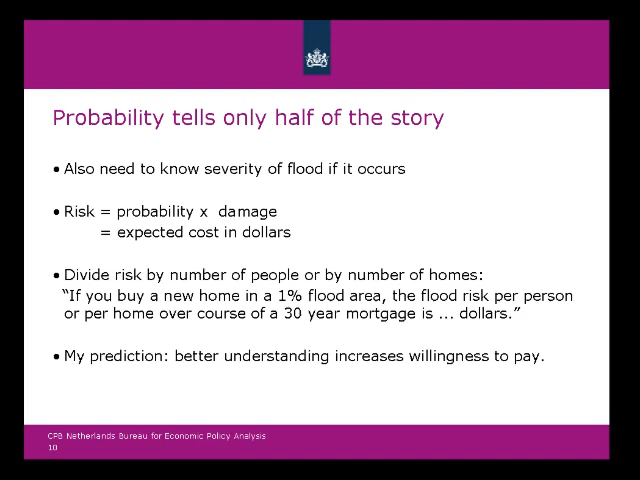 Probability tells only half of the story
• Also need to know severity of flood if it occurs
• Risk = probability x damage
= expected cost in dollars
• Divide risk by number of people or by number of homes:
“If you buy a new home in a 1% flood area, the flood risk per person
or per home over course of a 30 year mortgage is ... dollars.”
• My prediction: better understanding increases willingness to pay.
CPB Netherlands Bureau for Economic Policy Analysis
10